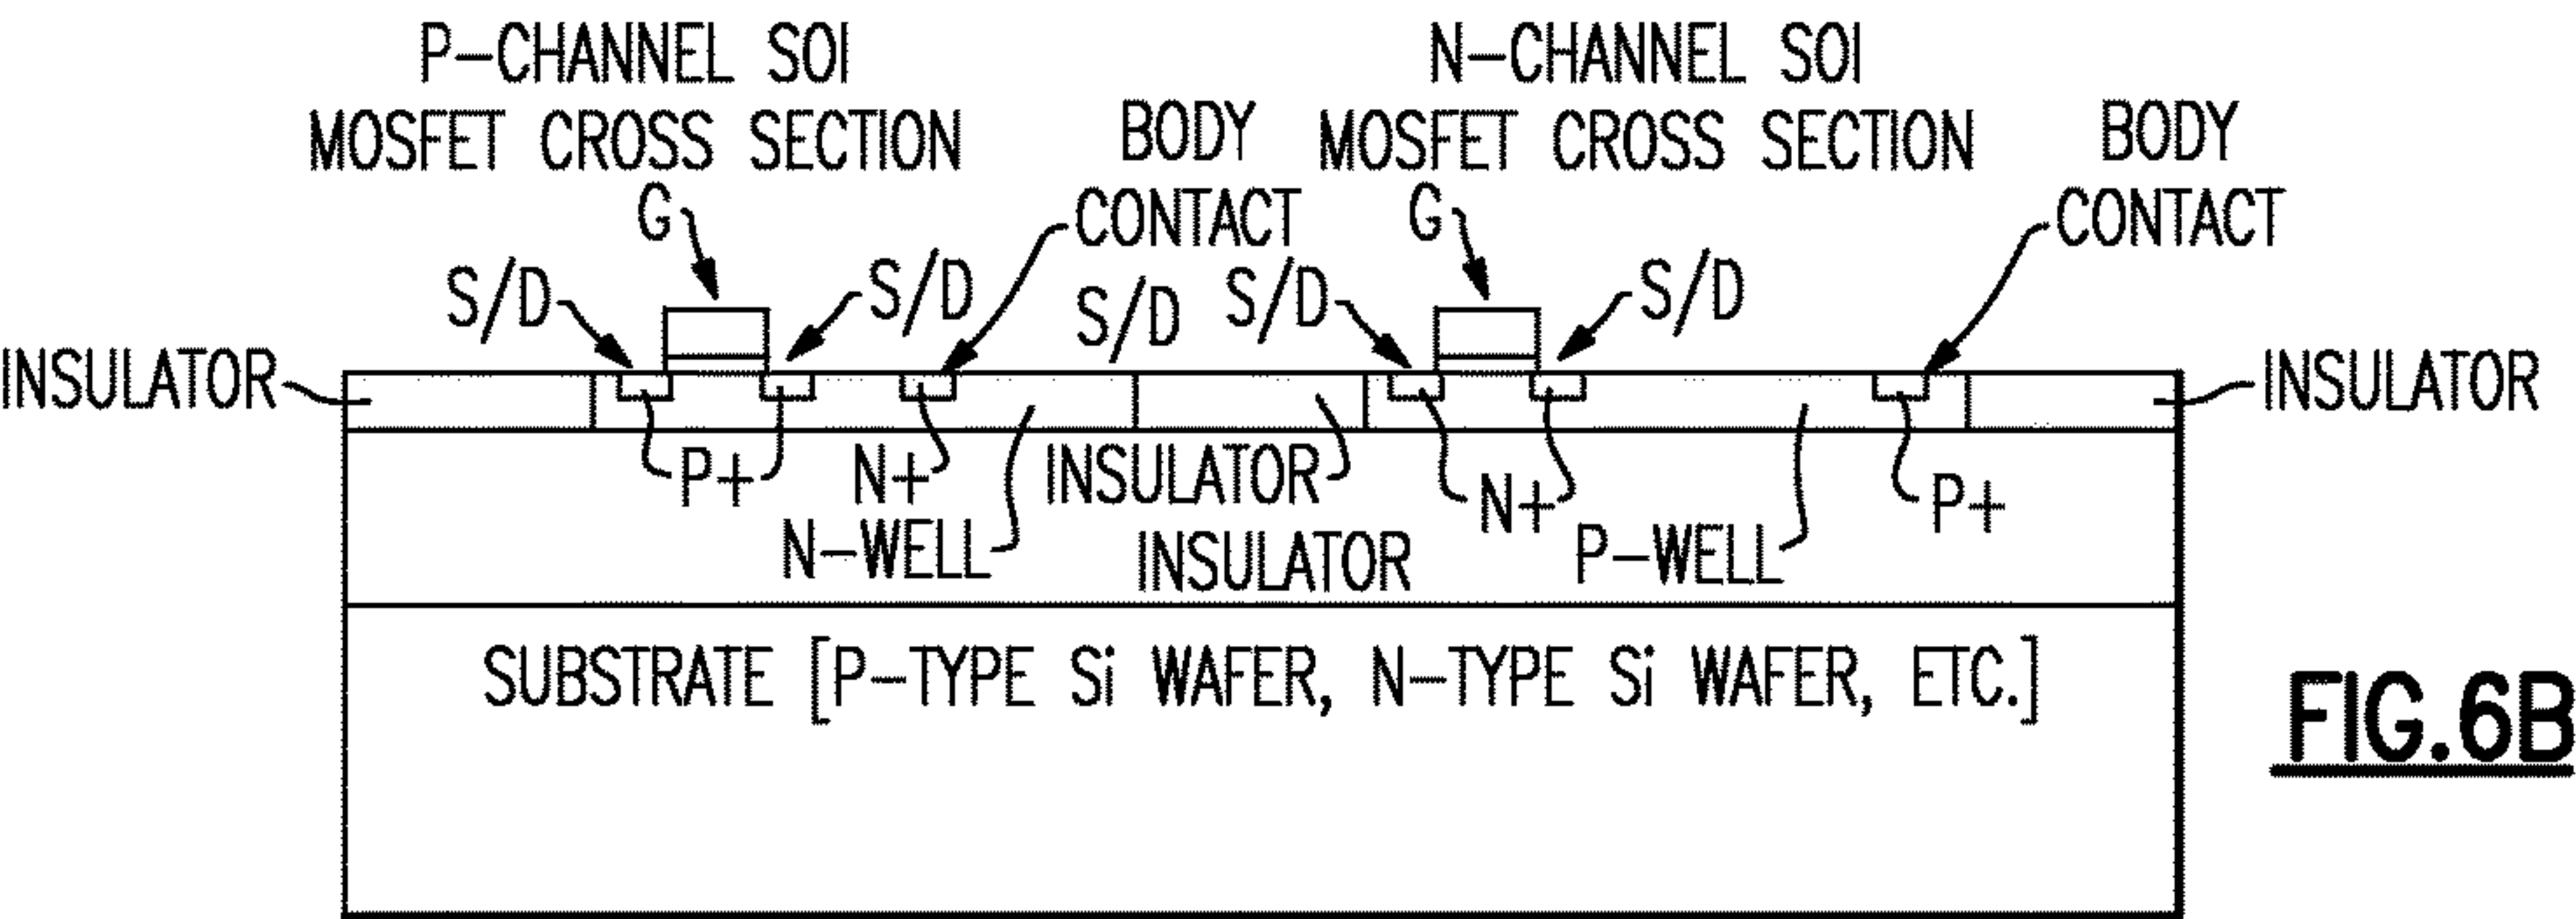 P-CHANNEL SOI
MOSFET CROSS SECTION
BODY
CONTACT
N-CHANNEL SOI
MOSFET CROSS SECTION
BODY
CONTACT
G
G
S/D
S/D
S/D
S/D
S/D
INSULATOR
INSULATOR
P+
N+
INSULATOR
N+
P+
N-WELL
INSULATOR
P-WELL
SUBSTRATE [P-TYPE Si WAFER, N-TYPE Si WAFER, ETC.]
FIG.6B